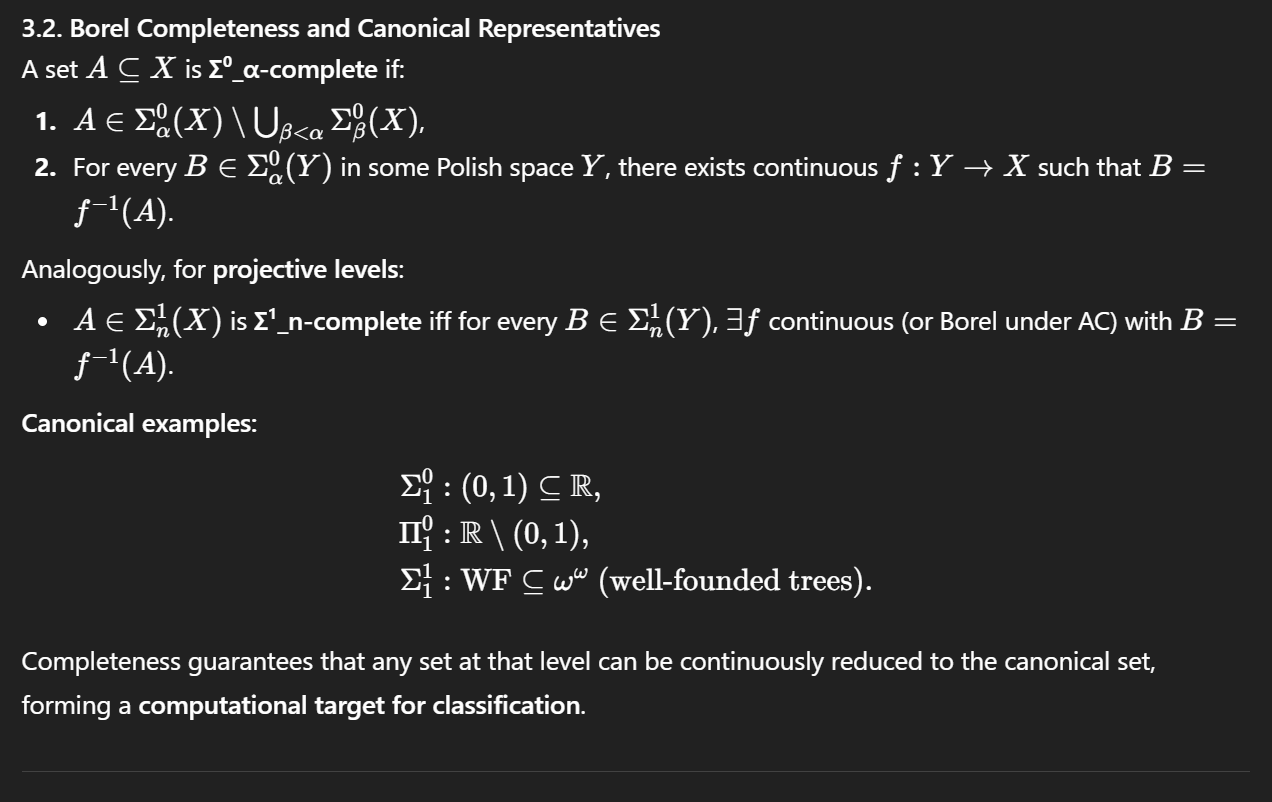 3.2. Borel Completeness and Canonical Representatives
A set A ⊆ X is Σ⁰_α-complete if:
1. A ∈ Σ⁰_α(X) \ ⋃_{β<α} Σ⁰_β(X),
2. For every B ∈ Σ⁰_α(Y) in some Polish space Y, there exists continuous f : Y → X such that B =
f⁻¹(A).
Analogously, for projective levels:
• A ∈ Σ¹_n(X) is Σ¹_n-complete iff for every B ∈ Σ¹_n(Y), ∃f continuous (or Borel under AC) with B =
f⁻¹(A).
Canonical examples:
Σ⁰₁ : (0, 1) ⊆ ℝ,
Π⁰₁ : ℝ \ (0, 1),
Σ¹₁ : WF ⊆ ω^ω (well-founded trees).
Completeness guarantees that any set at that level can be continuously reduced to the canonical set,
forming a computational target for classification.